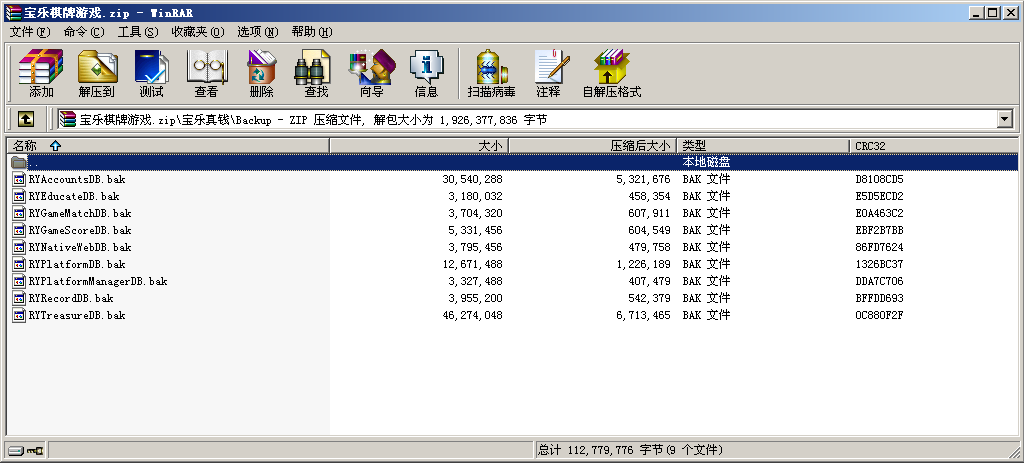 宝乐棋牌游戏.zip - WinRAR
文件(F) 命令(C) 工具(S) 收藏夹(O) 选项(N) 帮助(H)
添加 解压到 测试 查看 删除 查找 向导 信息 扫描病毒 注释 自解压格式
宝乐棋牌游戏.zip\宝乐真钱\Backup - ZIP 压缩文件, 解包大小为 1,926,377,836 字节
名称 大小 压缩后大小 类型 CRC32
.. 本地磁盘
RYAccountsDB.bak 30,540,288 5,321,676 BAK 文件 D8108CD5
RYEducateDB.bak 3,180,032 458,354 BAK 文件 E5D5ECD2
RYGameMatchDB.bak 3,704,320 607,911 BAK 文件 E0A463C2
RYGameScoreDB.bak 5,331,456 604,549 BAK 文件 EBF2B7BB
RYNativeWebDB.bak 3,795,456 479,758 BAK 文件 86FD7624
RYPlatformDB.bak 12,671,488 1,226,189 BAK 文件 1326BC37
RYPlatformManagerDB.bak 3,327,488 407,479 BAK 文件 DDA7C706
RYRecordDB.bak 3,955,200 542,379 BAK 文件 BFFDD693
RYTreasureDB.bak 46,274,048 6,713,465 BAK 文件 0C880F2F
总计 112,779,776 字节(9 个文件)